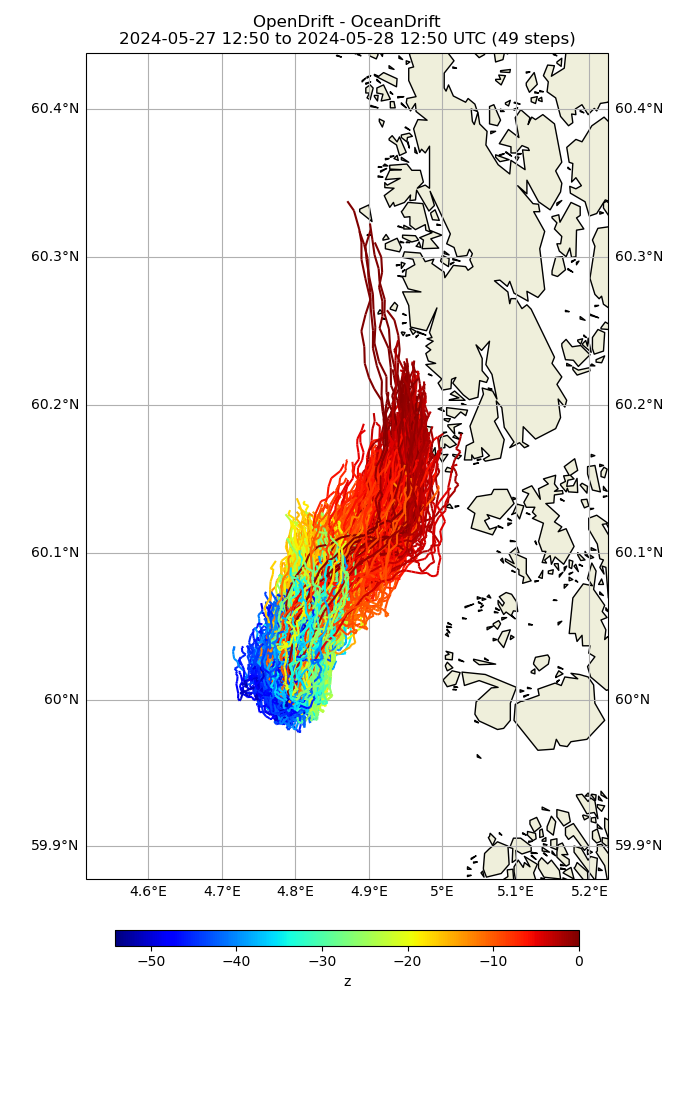 OpenDrift - OceanDrift
2024-05-27 12:50 to 2024-05-28 12:50 UTC (49 steps)
60.4°N 60.4°N
60.3°N 60.3°N
60.2°N 60.2°N
60.1°N 60.1°N
60°N 60°N
59.9°N 59.9°N
4.6°E 4.7°E 4.8°E 4.9°E 5°E 5.1°E 5.2°E
−50 −40 −30 −20 −10 0
z